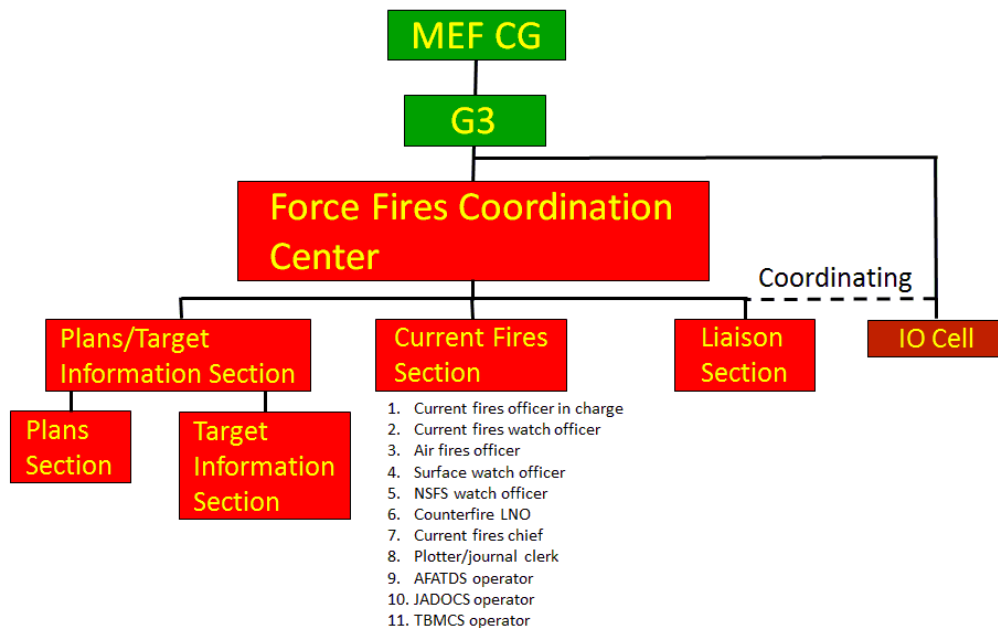 MEF CG
G3
Force Fires Coordination
Center
Coordinating
Plans/Target
Information Section
Current Fires
Section
Liaison
Section
IO Cell
Plans
Section
Target
Information
Section
1. Current fires officer in charge
2. Current fires watch officer
3. Air fires officer
4. Surface watch officer
5. NSFS watch officer
6. Counterfire LNO
7. Current fires chief
8. Plotter/journal clerk
9. AFATDS operator
10. JADOCS operator
11. TBMCS operator